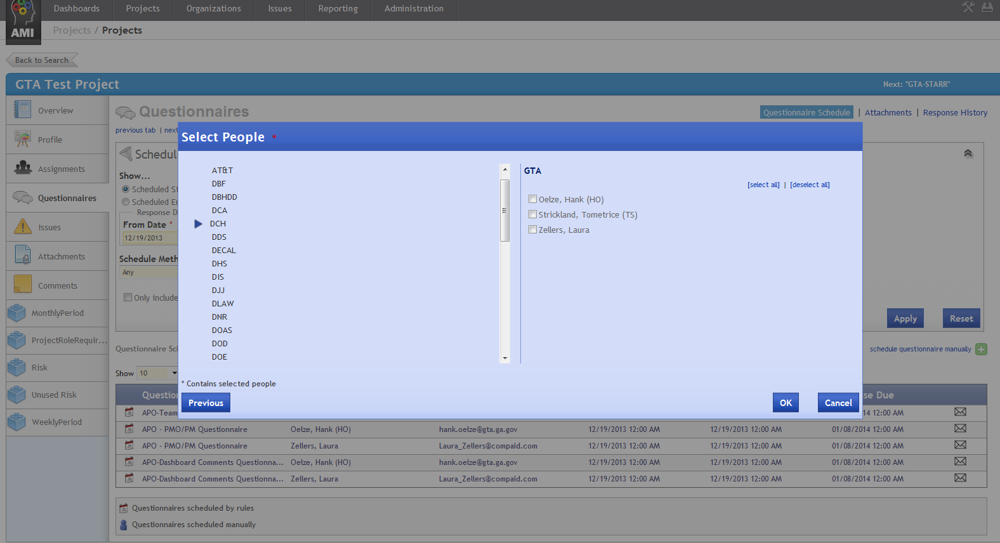 Dashboards Projects Organizations Issues Reporting Administration
AMI
Projects / Projects
Back to Search
GTA Test Project
Next: "GTA-STARR"
Overview
Profile
Assignments
Questionnaires
Issues
Attachments
Comments
MonthlyPeriod
ProjectRoleRequir...
Risk
Unused Risk
WeeklyPeriod
Questionnaires
Questionnaire Schedule | Attachments | Response History
previous tab | next
Schedul
Show...
Scheduled St
Scheduled En
Response D
From Date *
12/19/2013
Schedule Meth
Any
Only include
Apply Reset
Questionnaire Sch
schedule questionnaire manually
Show 10
Select People *
AT&T
DBF
DBHDD
DCA
DCH
DDS
DECAL
DHS
DIS
DJJ
DLAW
DNR
DOAS
DOD
DOE
GTA
[select all] | [deselect all]
Oelze, Hank (HO)
Strickland, Tometrice (TS)
Zellers, Laura
* Contains selected people
Previous OK Cancel
Question se Due
APO-Team 14 12:00 AM
APO - PMO/PM Questionnaire Oelze, Hank (HO) hank.oelze@gta.ga.gov 12/19/2013 12:00 AM 12/19/2013 12:00 AM 01/08/2014 12:00 AM
APO - PMO/PM Questionnaire Zellers, Laura Laura_Zellers@compaid.com 12/19/2013 12:00 AM 12/19/2013 12:00 AM 01/08/2014 12:00 AM
APO-Dashboard Comments Questionna... Oelze, Hank (HO) hank.oelze@gta.ga.gov 12/19/2013 12:00 AM 12/19/2013 12:00 AM 01/08/2014 12:00 AM
APO-Dashboard Comments Questionna... Zellers, Laura Laura_Zellers@compaid.com 12/19/2013 12:00 AM 12/19/2013 12:00 AM 01/08/2014 12:00 AM
Questionnaires scheduled by rules
Questionnaires scheduled manually